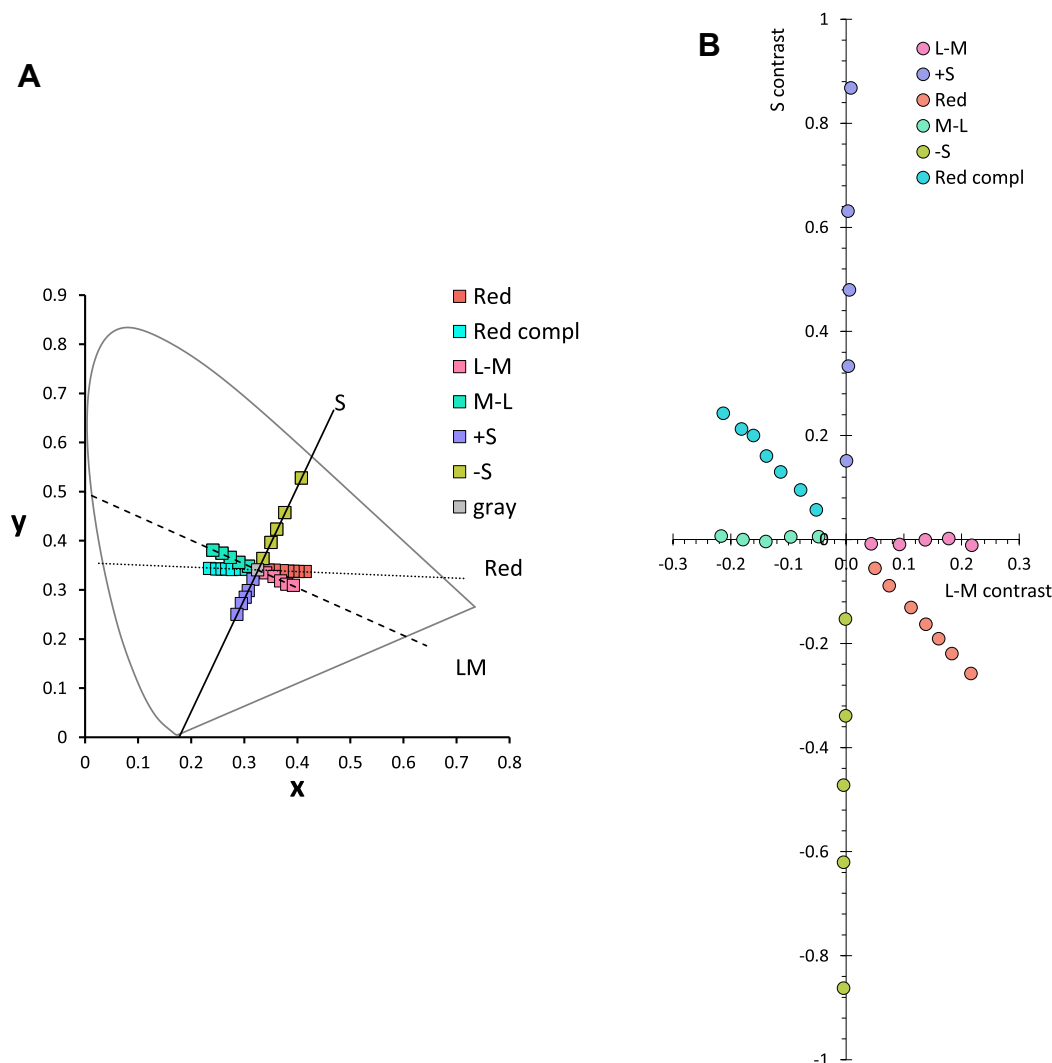 A
0.9
0.8
0.7
0.6
0.5
0.4
0.3
0.2
0.1
0
y
0 0.1 0.2 0.3 0.4 0.5 0.6 0.7 0.8
x
S
Red
LM
Red
Red compl
L-M
M-L
+S
-S
gray
B
S contrast
1
0.8
0.6
0.4
0.2
0
-0.2
-0.4
-0.6
-0.8
-1
-0.3 -0.2 -0.1 0.0 0.1 0.2 0.3
L-M contrast
L-M
+S
Red
M-L
-S
Red compl